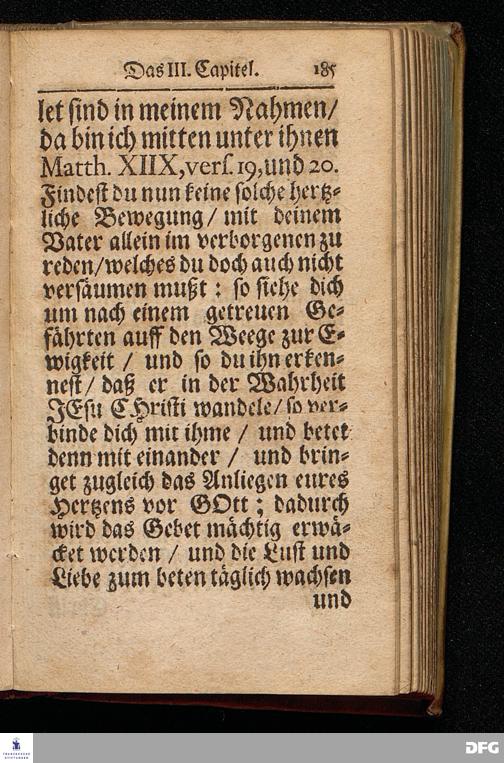 Das III. Capitel. 185
let sind in meinem Nahmen/
da bin ich mitten unter ihnen
Matth. XIIX, vers. 19, und 20.
Findest du nun keine solche hertz-
liche Bewegung / mit deinem
Vater allein im verborgenen zu
reden / welches du doch auch nicht
versäumen mußt : so siehe dich
um nach einem getreuen Ge-
fährten auff den Weege zur E-
wigkeit / und so du ihn erken-
nest / daß er in der Wahrheit
JEsu CHristi wandele / so ver-
binde dich mit ihme / und betet
denn mit einander / und brin-
get zugleich das Anliegen eures
Hertzens vor GOtt ; dadurch
wird das Gebet mächtig erwä-
cket werden / und die Lust und
Liebe zum beten täglich wachsen
und
FRANCKESCHE
STIFTUNGEN
DFG